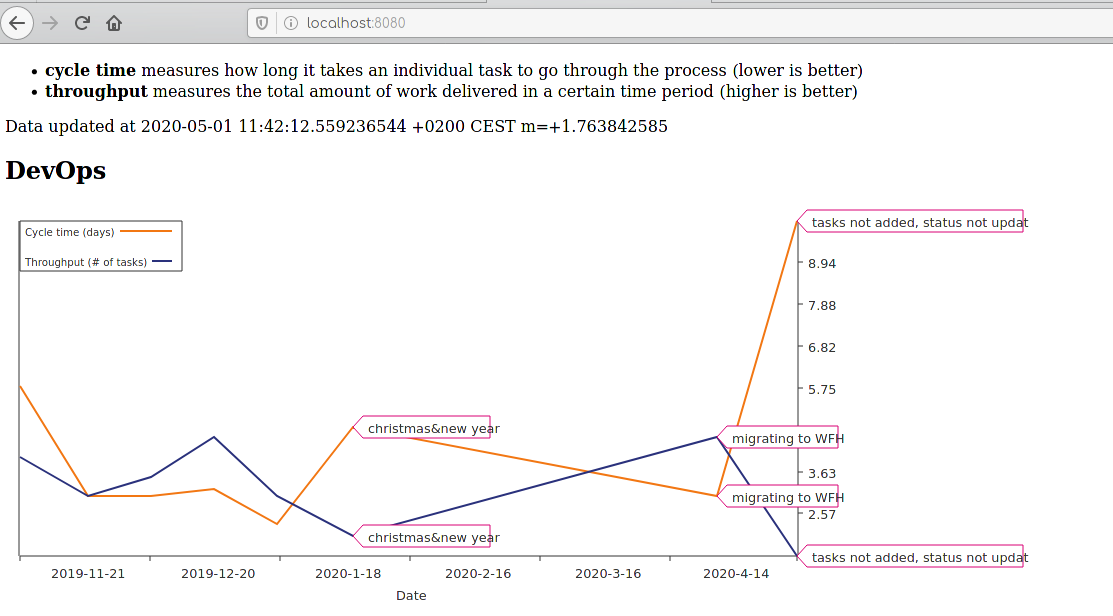 localhost:8080
• cycle time measures how long it takes an individual task to go through the process (lower is better)
• throughput measures the total amount of work delivered in a certain time period (higher is better)
Data updated at 2020-05-01 11:42:12.559236544 +0200 CEST m=+1.763842585
DevOps
Cycle time (days)
Throughput (# of tasks)
tasks not added, status not updat
8.94
7.88
6.82
5.75
christmas&new year
migrating to WFH
3.63
migrating to WFH
2.57
christmas&new year
tasks not added, status not updat
2019-11-21 2019-12-20 2020-1-18 2020-2-16 2020-3-16 2020-4-14
Date